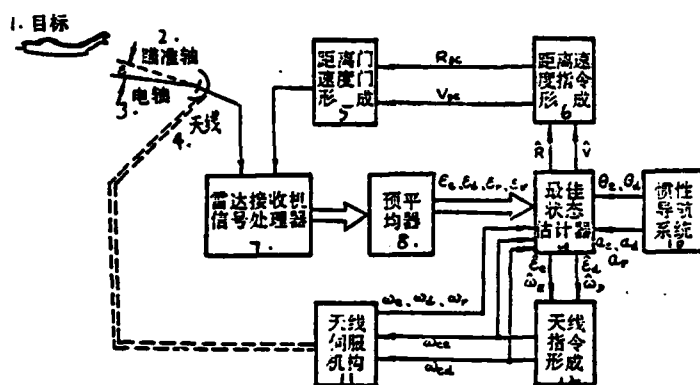 1. 目标
2.
瞄准轴
电轴
3.
天线
4.
距离门
速度门
形 成
5
R_pc
V_pc
距离速
度指令
形 成
6
R̂
V̂
雷达接收机
信号处理器
7.
预平
均器
8.
ε_e、ε_d、ε_r、ε_v
最佳
状态
估计器
θ_e、θ_d
a_e、a_d
a_r
惯性
导航
系统
ε̂_e
ω̂_E
ε̂_d
ω̂_D
天线
伺服
机构
ω_e、ω_d、ω_r
ω_ce
ω_cd
天线
指令
形成